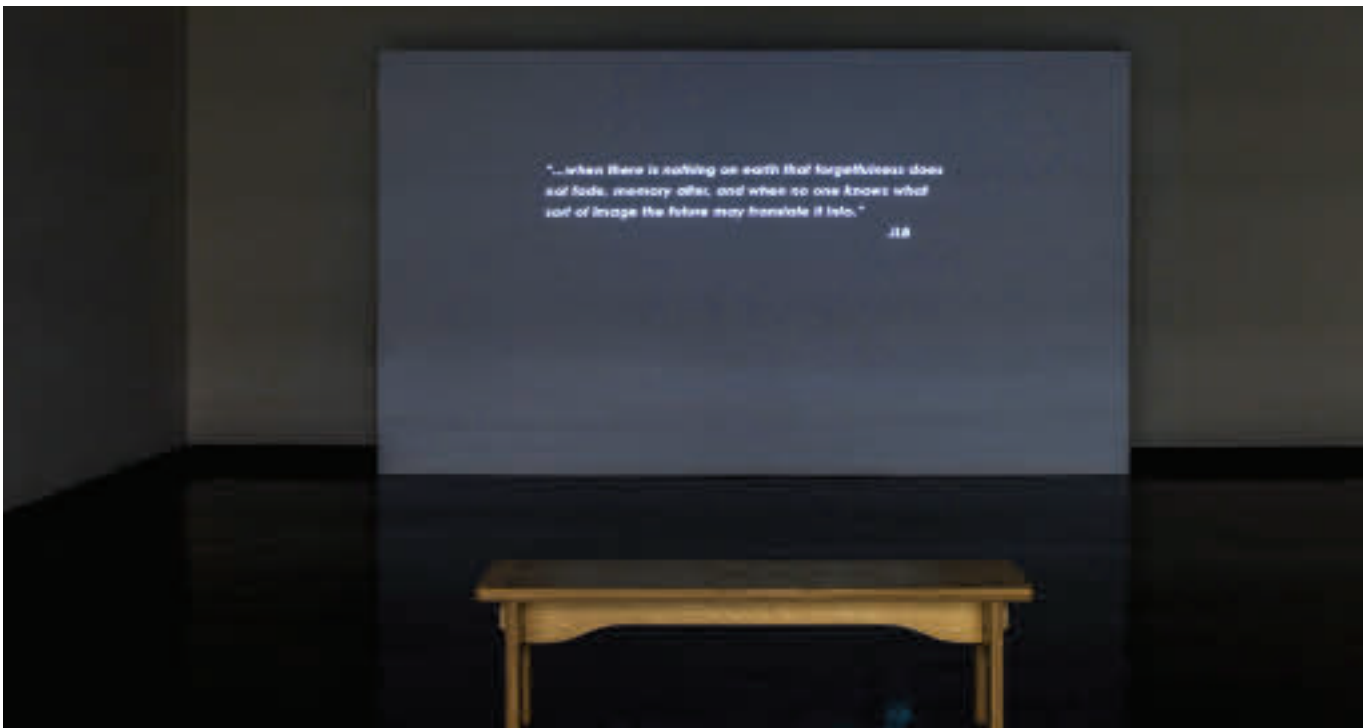 "...when there is nothing on earth that forgetfulness does
not fade, memory alter, and when no one knows what
sort of image the future may translate it into."
JLB